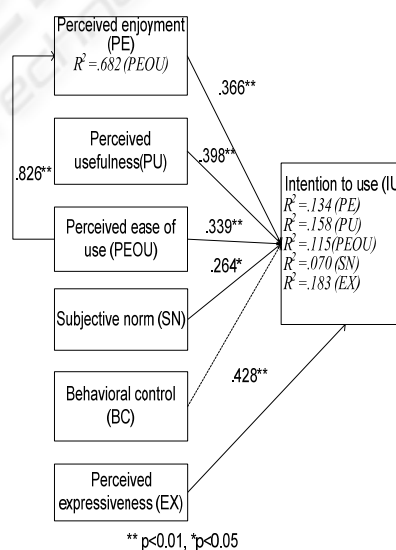 Perceived enjoyment
(PE)
R² =.682 (PEOU)
.366**
Perceived
usefulness(PU)
.398**
.826**
Intention to use (IU
R² =.134 (PE)
R² =.158 (PU)
R² =.115(PEOU)
R² =.070 (SN)
R² =.183 (EX)
Perceived ease of
use (PEOU)
.339**
.264*
Subjective norm (SN)
Behavioral control
(BC)
.428**
Perceived
expressiveness (EX)
** p<0.01, *p<0.05